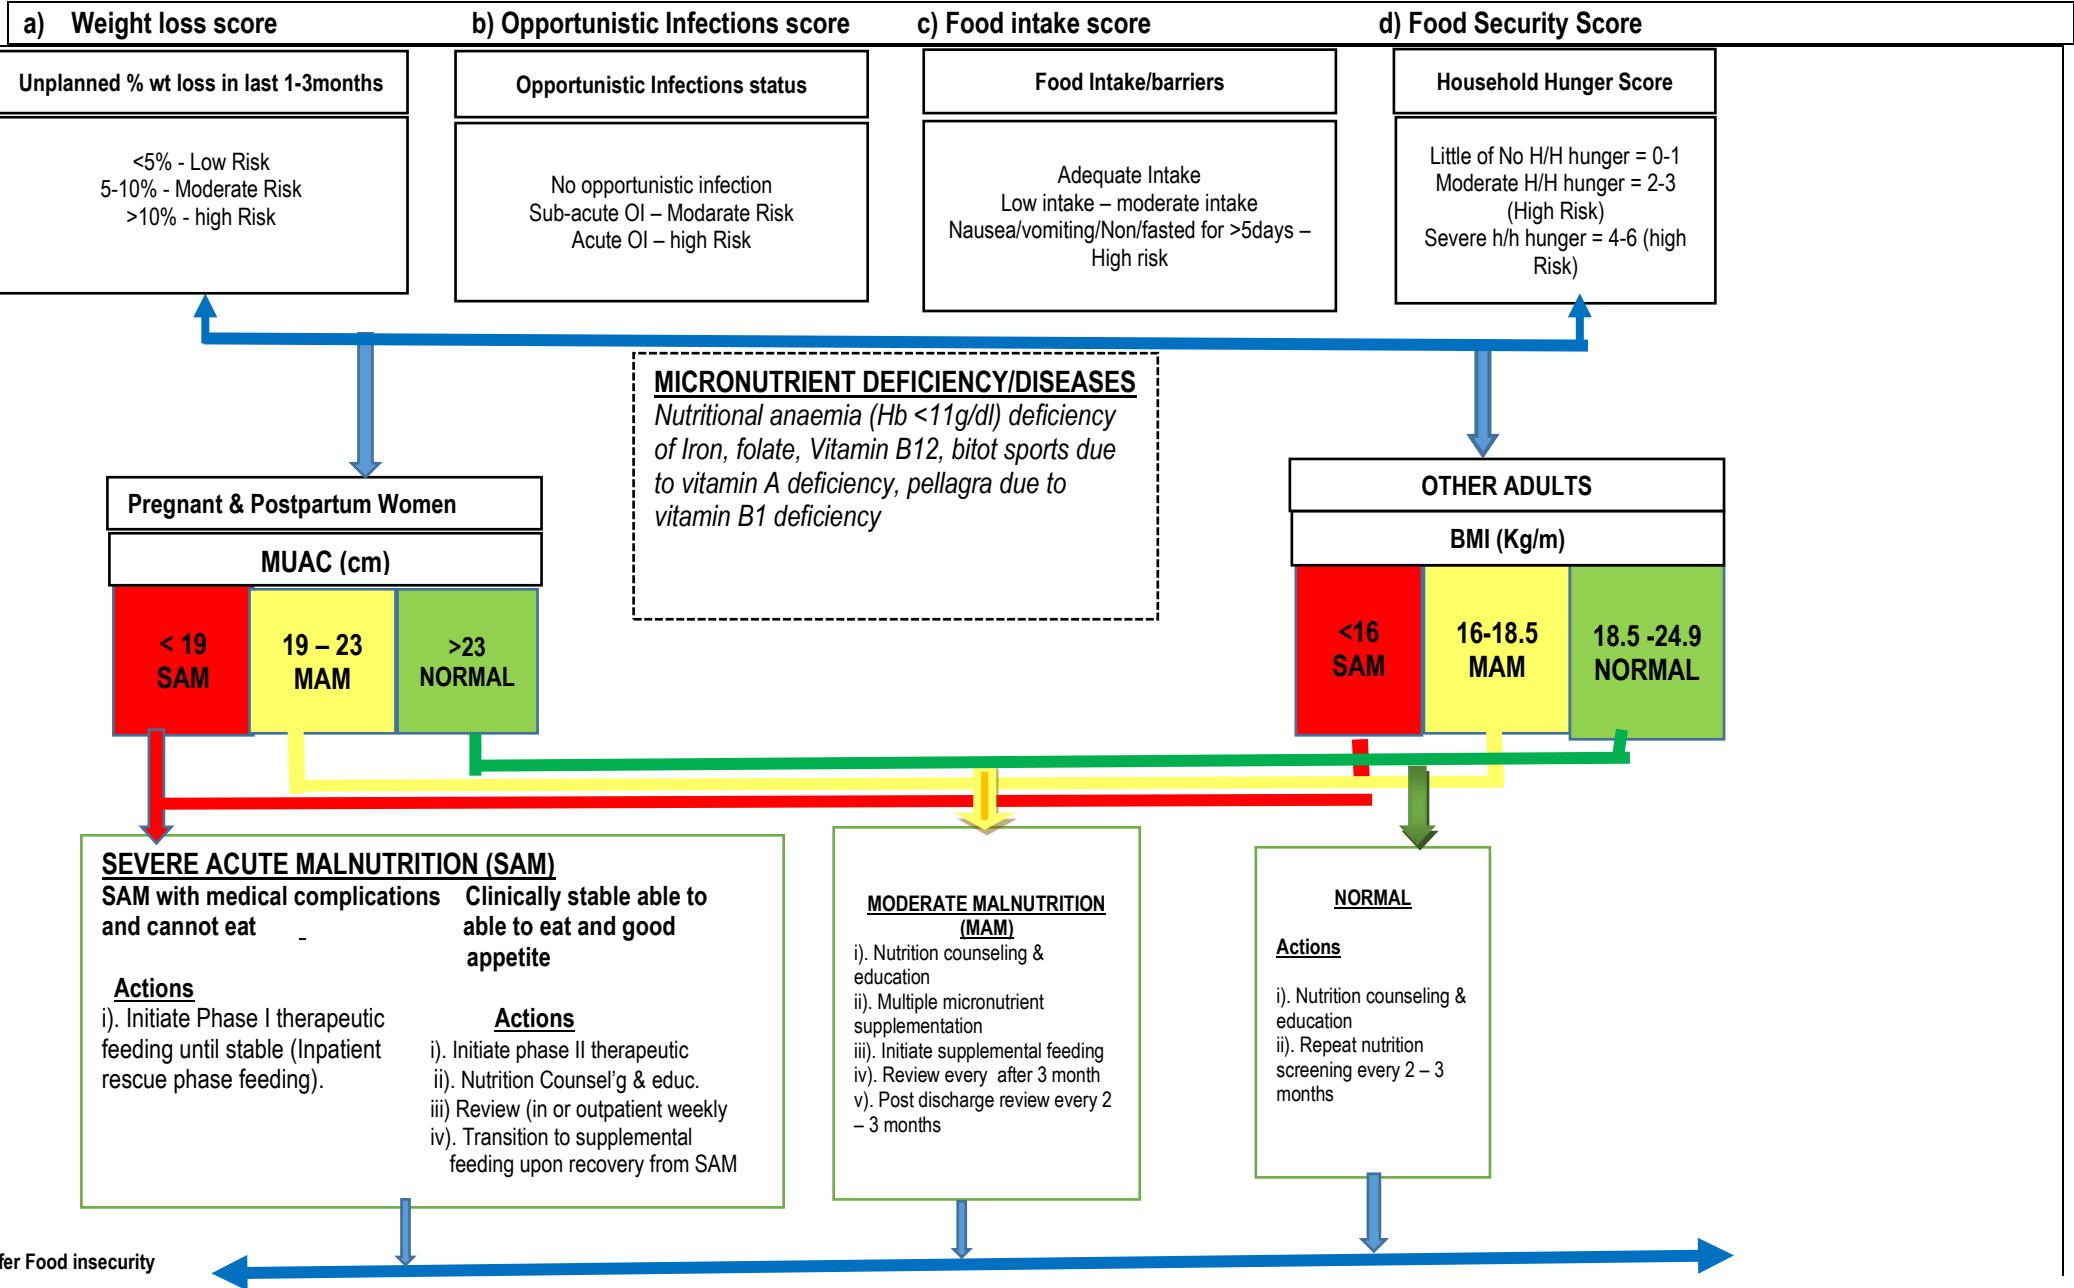 a) Weight loss score b) Opportunistic Infections score c) Food intake score d) Food Security Score
Unplanned % wt loss in last 1-3months
<5% - Low Risk
5-10% - Moderate Risk
>10% - high Risk
Opportunistic Infections status
No opportunistic infection
Sub-acute OI – Modarate Risk
Acute OI – high Risk
Food Intake/barriers
Adequate Intake
Low intake – moderate intake
Nausea/vomiting/Non/fasted for >5days –
High risk
Household Hunger Score
Little of No H/H hunger = 0-1
Moderate H/H hunger = 2-3
(High Risk)
Severe h/h hunger = 4-6 (high
Risk)
MICRONUTRIENT DEFICIENCY/DISEASES
Nutritional anaemia (Hb <11g/dl) deficiency
of Iron, folate, Vitamin B12, bitot sports due
to vitamin A deficiency, pellagra due to
vitamin B1 deficiency
Pregnant & Postpartum Women
MUAC (cm)
< 19
SAM
19 – 23
MAM
>23
NORMAL
OTHER ADULTS
BMI (Kg/m)
<16
SAM
16-18.5
MAM
18.5 -24.9
NORMAL
SEVERE ACUTE MALNUTRITION (SAM)
SAM with medical complications
and cannot eat
Actions
i). Initiate Phase I therapeutic
feeding until stable (Inpatient
rescue phase feeding).
Clinically stable able to
able to eat and good
appetite
Actions
i). Initiate phase II therapeutic
ii). Nutrition Counsel’g & educ.
iii) Review (in or outpatient weekly
iv). Transition to supplemental
feeding upon recovery from SAM
MODERATE MALNUTRITION
(MAM)
i). Nutrition counseling &
education
ii). Multiple micronutrient
supplementation
iii). Initiate supplemental feeding
iv). Review every after 3 month
v). Post discharge review every 2
– 3 months
NORMAL
Actions
i). Nutrition counseling &
education
ii). Repeat nutrition
screening every 2 – 3
months
fer Food insecurity